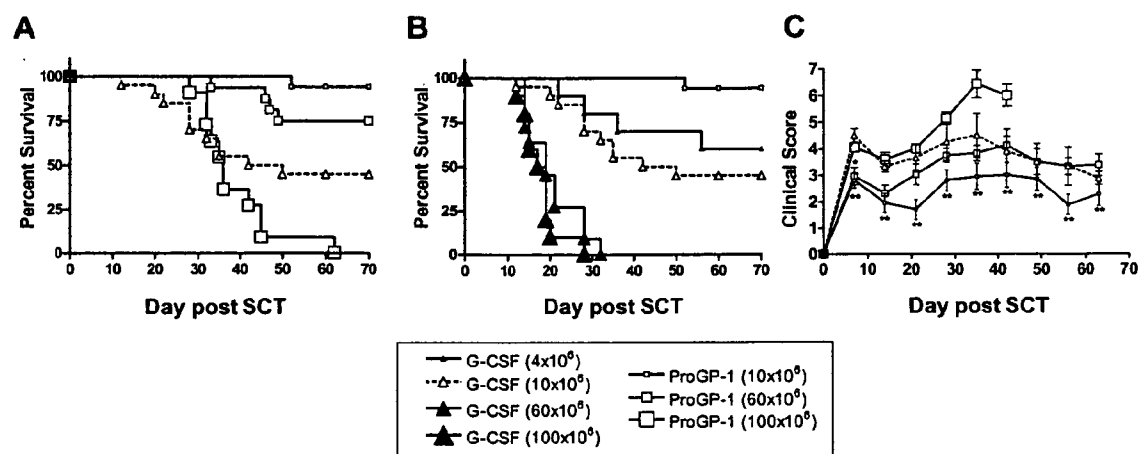 A
B
C
100
75
50
25
0
Percent Survival
0 10 20 30 40 50 60 70
Day post SCT
100
75
50
25
0
Percent Survival
0 10 20 30 40 50 60 70
Day post SCT
7
6
5
4
3
2
1
0
Clinical Score
** ** ** ** ** ** ** ** **
0 10 20 30 40 50 60 70
Day post SCT
G-CSF (4x10⁶)
G-CSF (10x10⁶)
G-CSF (60x10⁶)
G-CSF (100x10⁶)
ProGP-1 (10x10⁶)
ProGP-1 (60x10⁶)
ProGP-1 (100x10⁶)